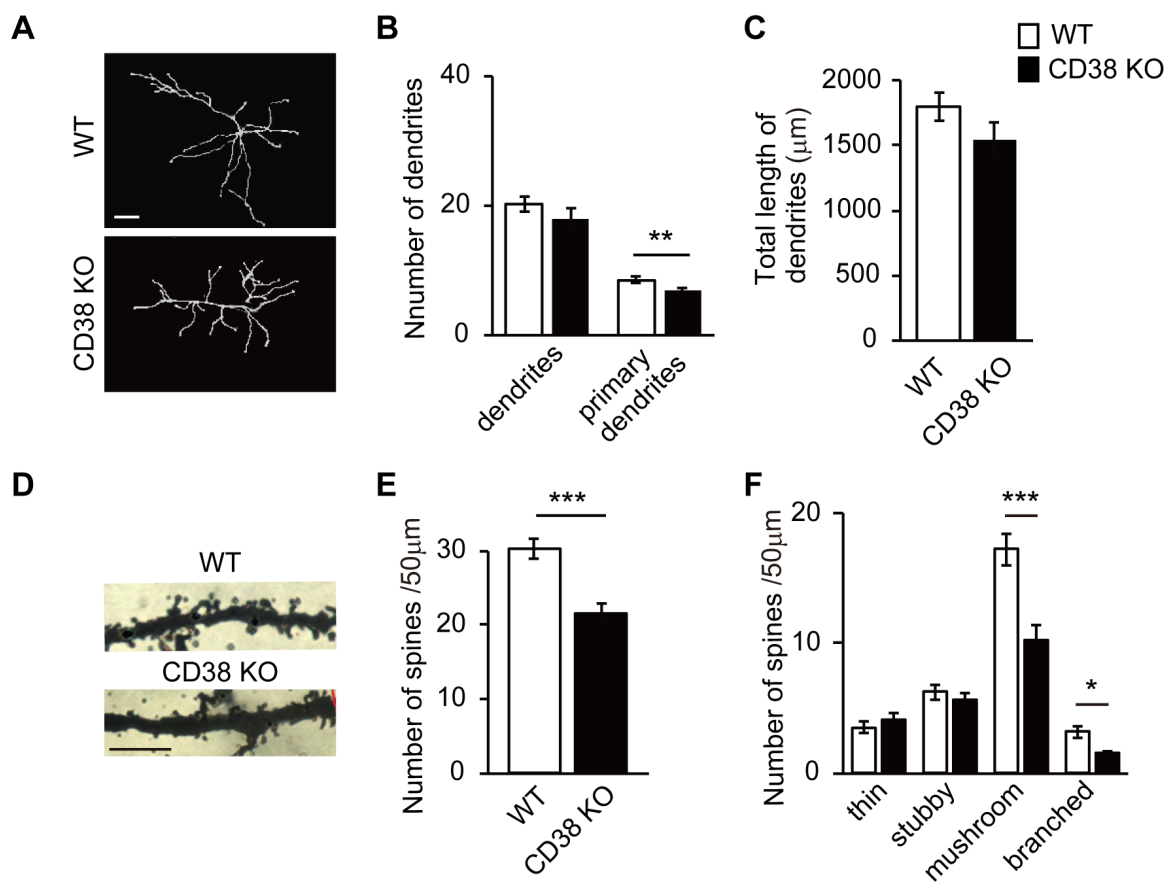 A
WT
CD38 KO
B
Nnumber of dendrites
40
20
0
**
dendrites
primary
dendrites
C
WT
CD38 KO
Total length of
dendrites (μm)
2000
1500
1000
500
0
WT
CD38 KO
D
WT
CD38 KO
E
Number of spines /50μm
30
20
10
0
***
WT
CD38 KO
F
Number of spines /50μm
20
10
0
***
*
thin
stubby
mushroom
branched